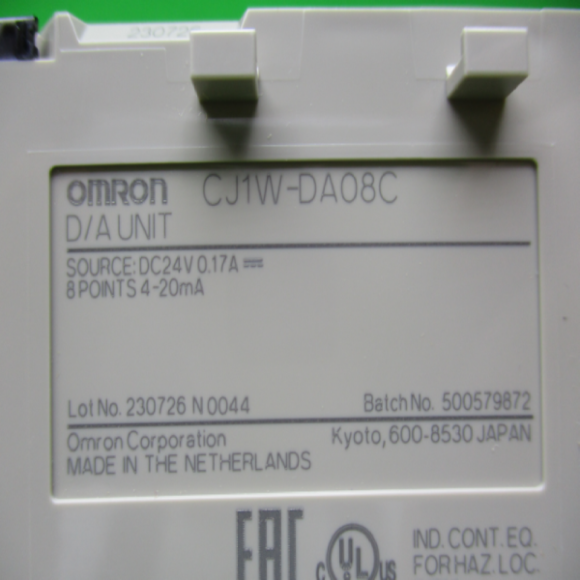 230726
OMRON CJ1W-DA08C
D/A UNIT
SOURCE: DC24V 0.17A ⎓
8 POINTS 4-20mA
Lot No. 230726 N 0044 Batch No. 500579872
Omron Corporation Kyoto, 600-8530 JAPAN
MADE IN THE NETHERLANDS
EAC
c UL us IND. CONT. EQ.
FOR HAZ. LOC.